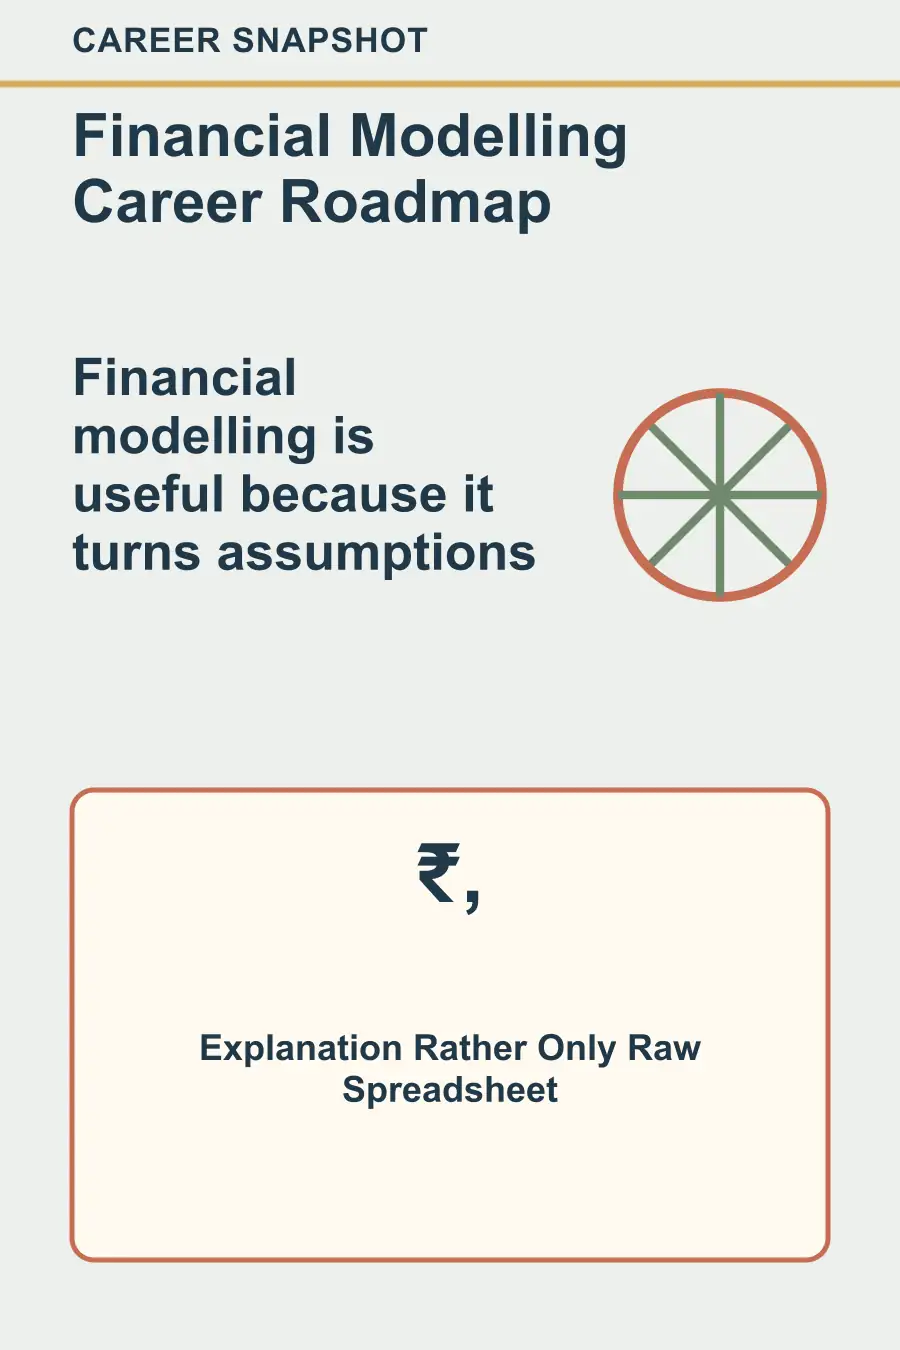 CAREER SNAPSHOT
Financial Modelling
Career Roadmap
Financial
modelling is
useful because it
turns assumptions
₹,
Explanation Rather Only Raw
Spreadsheet